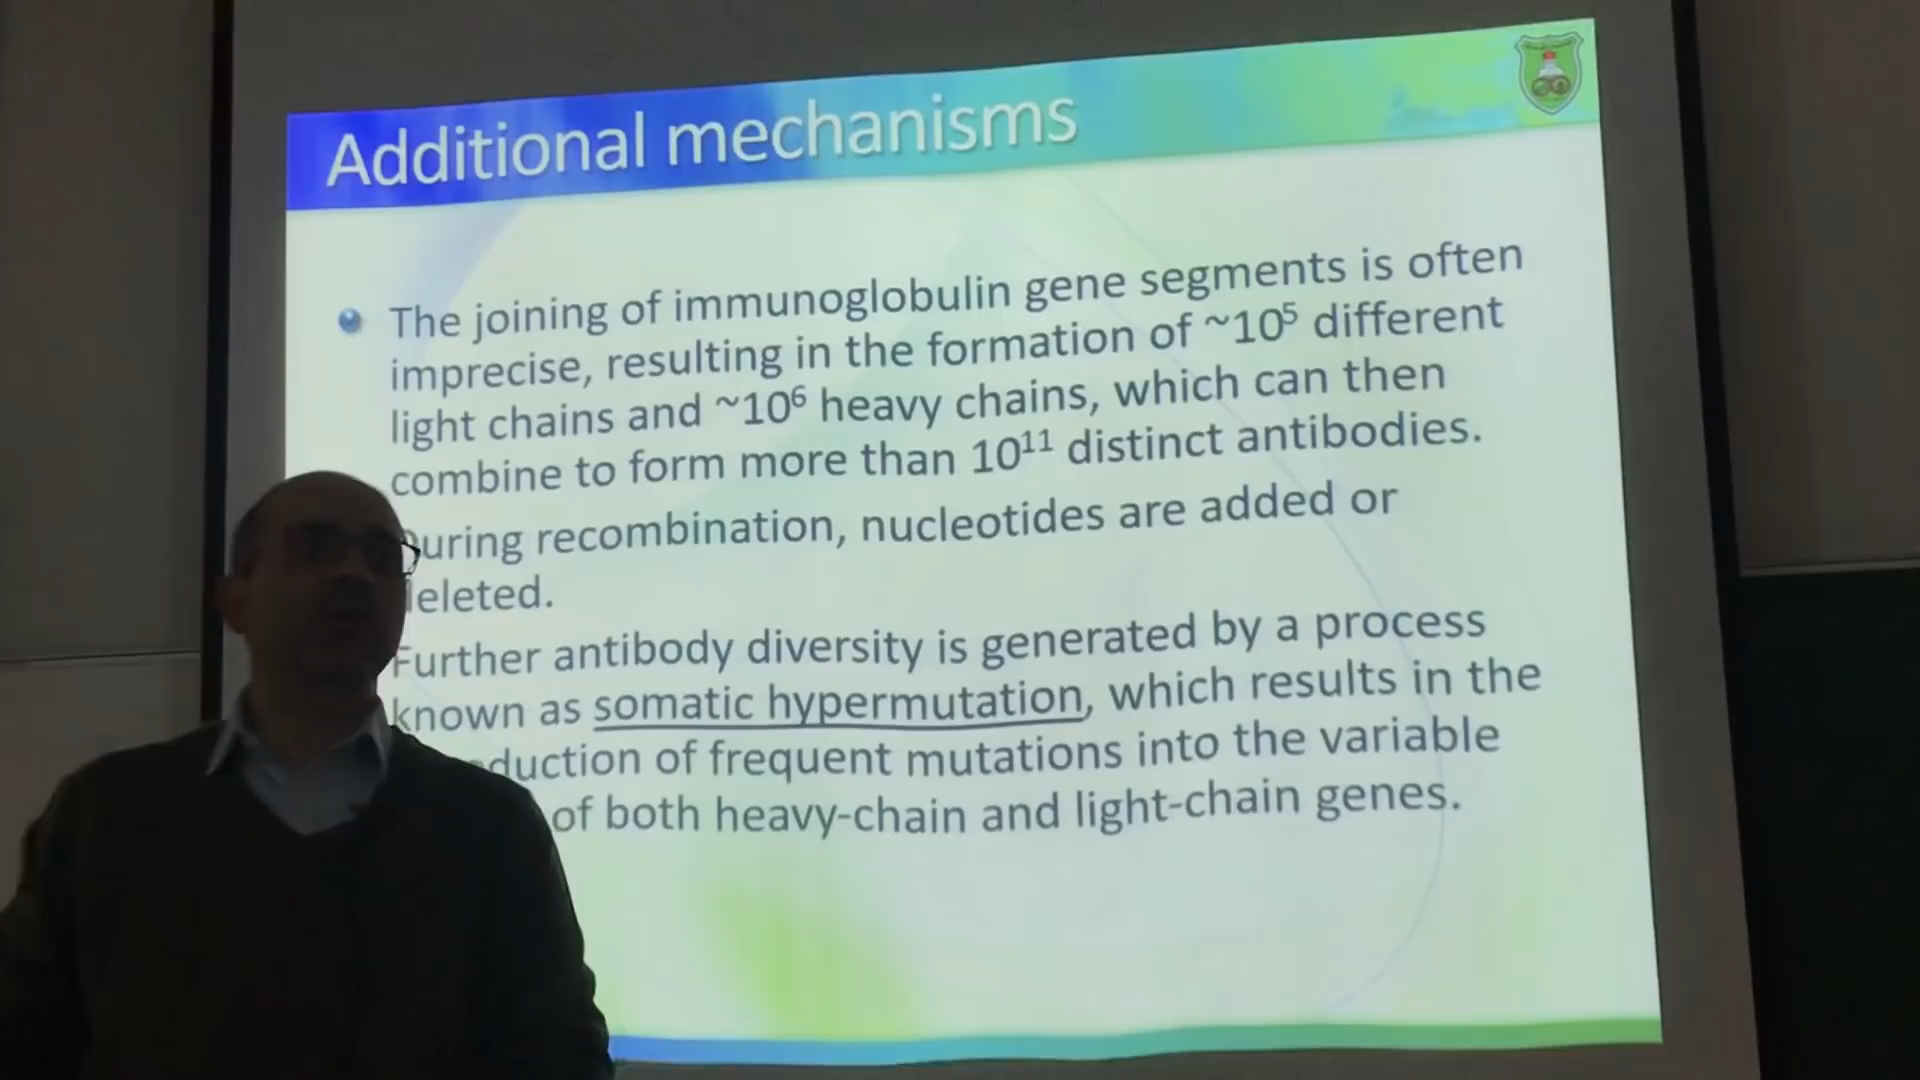 Additional mechanisms
The joining of immunoglobulin gene segments is often
imprecise, resulting in the formation of ~10⁵ different
light chains and ~10⁶ heavy chains, which can then
combine to form more than 10¹¹ distinct antibodies.
uring recombination, nucleotides are added or
eleted.
Further antibody diversity is generated by a process
known as somatic hypermutation, which results in the
duction of frequent mutations into the variable
of both heavy-chain and light-chain genes.